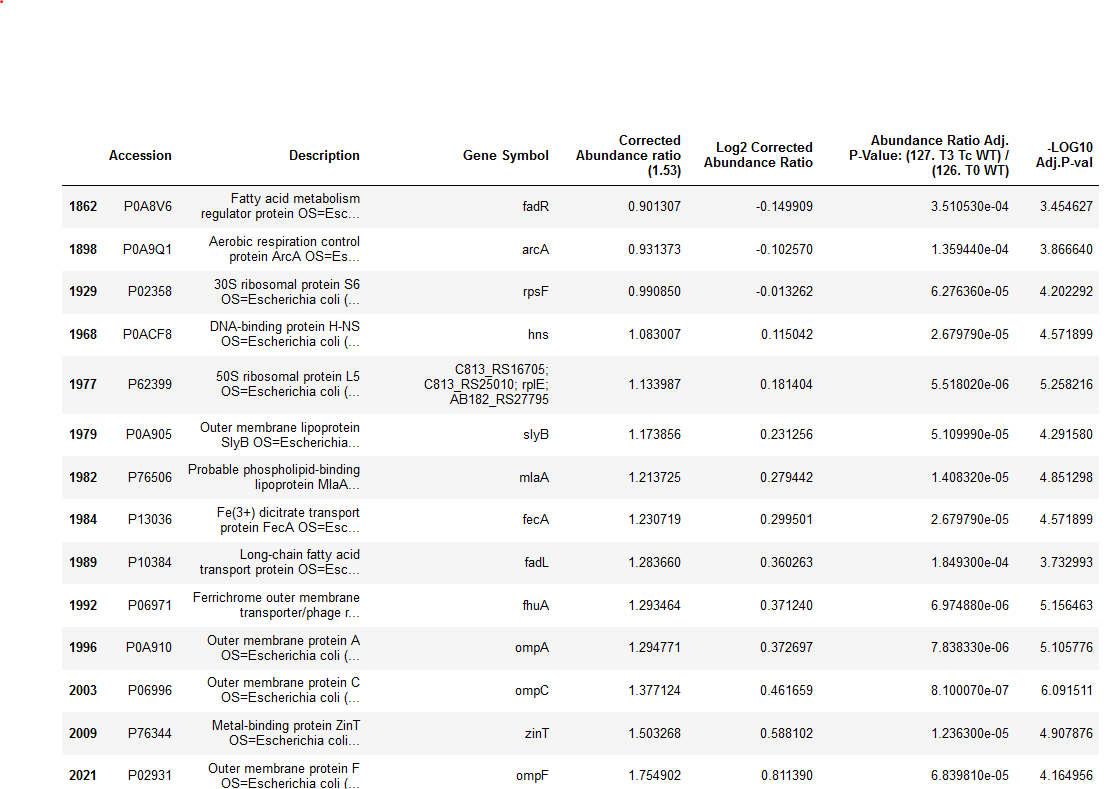 Accession Description Gene Symbol Corrected Abundance ratio (1.53) Log2 Corrected Abundance Ratio Abundance Ratio Adj. P-Value: (127. T3 Tc WT) / (126. T0 WT) -LOG10 Adj.P-val
1862 P0A8V6 Fatty acid metabolism regulator protein OS=Esc... fadR 0.901307 -0.149909 3.510530e-04 3.454627
1898 P0A9Q1 Aerobic respiration control protein ArcA OS=Es... arcA 0.931373 -0.102570 1.359440e-04 3.866640
1929 P02358 30S ribosomal protein S6 OS=Escherichia coli (... rpsF 0.990850 -0.013262 6.276360e-05 4.202292
1968 P0ACF8 DNA-binding protein H-NS OS=Escherichia coli (... hns 1.083007 0.115042 2.679790e-05 4.571899
1977 P62399 50S ribosomal protein L5 OS=Escherichia coli (... C813_RS16705; C813_RS25010; rplE; AB182_RS27795 1.133987 0.181404 5.518020e-06 5.258216
1979 P0A905 Outer membrane lipoprotein SlyB OS=Escherichia... slyB 1.173856 0.231256 5.109990e-05 4.291580
1982 P76506 Probable phospholipid-binding lipoprotein MlaA... mlaA 1.213725 0.279442 1.408320e-05 4.851298
1984 P13036 Fe(3+) dicitrate transport protein FecA OS=Esc... fecA 1.230719 0.299501 2.679790e-05 4.571899
1989 P10384 Long-chain fatty acid transport protein OS=Esc... fadL 1.283660 0.360263 1.849300e-04 3.732993
1992 P06971 Ferrichrome outer membrane transporter/phage r... fhuA 1.293464 0.371240 6.974880e-06 5.156463
1996 P0A910 Outer membrane protein A OS=Escherichia coli (... ompA 1.294771 0.372697 7.838330e-06 5.105776
2003 P06996 Outer membrane protein C OS=Escherichia coli (... ompC 1.377124 0.461659 8.100070e-07 6.091511
2009 P76344 Metal-binding protein ZinT OS=Escherichia coli... zinT 1.503268 0.588102 1.236300e-05 4.907876
2021 P02931 Outer membrane protein F OS=Escherichia coli (... ompF 1.754902 0.811390 6.839810e-05 4.164956